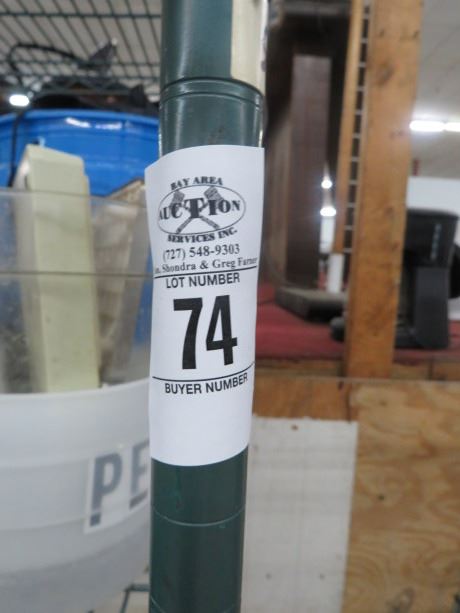 BAY AREA
AUCTION
SERVICES INC.
(727) 548-9303
Shondra & Greg Farner
LOT NUMBER
74
BUYER NUMBER
PE